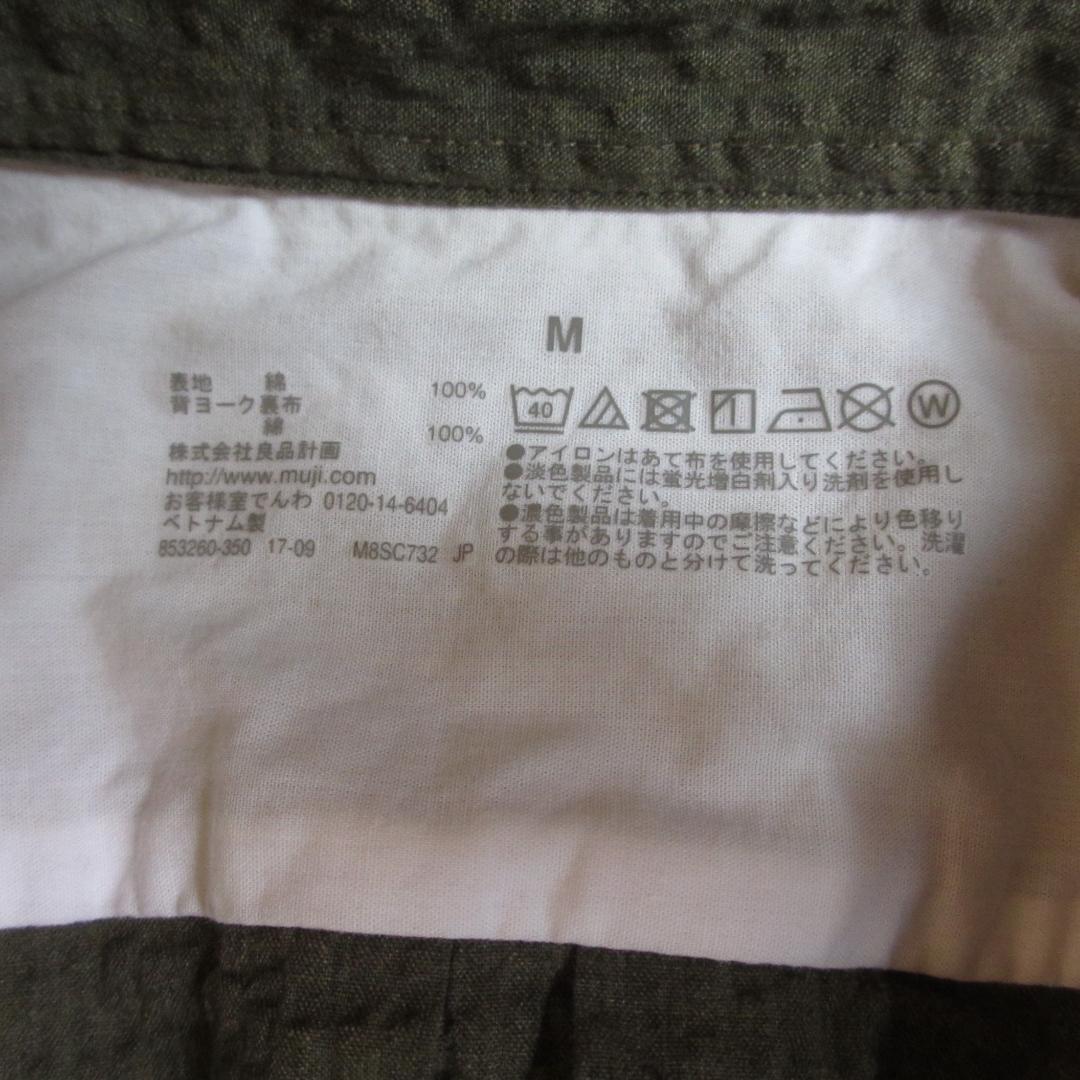 M
表地 綿 100%
背ヨーク裏布
綿 100%
株式会社良品計画
http://www.muji.com
お客様室でんわ 0120-14-6404
ベトナム製
853260-350 17-09 M8SC732 JP
40
W
●アイロンはあて布を使用してください。
●淡色製品には蛍光増白剤入り洗剤を使用し
ないでください。
●濃色製品は着用中の摩擦などにより色移り
する事がありますのでご注意ください。洗濯
の際は他のものと分けて洗ってください。